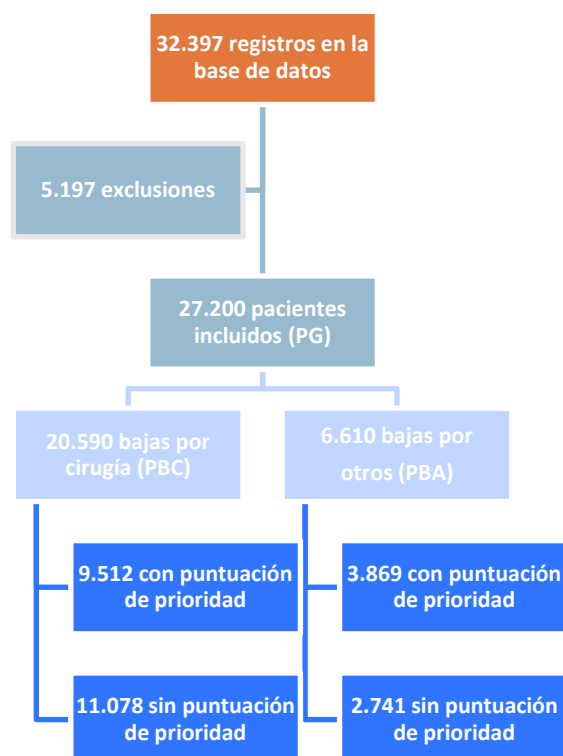 32.397 registros en la
base de datos
5.197 exclusiones
27.200 pacientes
incluidos (PG)
20.590 bajas por
cirugía (PBC)
6.610 bajas por
otros (PBA)
9.512 con puntuación
de prioridad
3.869 con puntuación
de prioridad
11.078 sin puntuación
de prioridad
2.741 sin puntuación
de prioridad